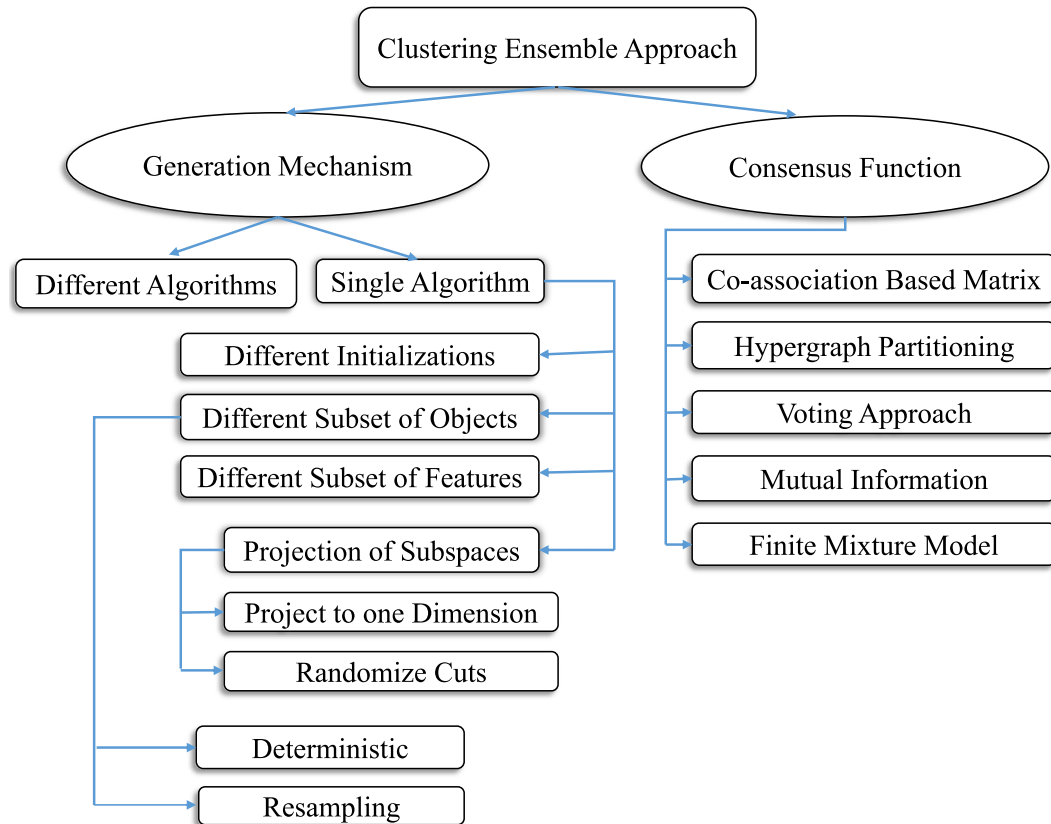 Clustering Ensemble Approach
Generation Mechanism
Consensus Function
Different Algorithms
Single Algorithm
Different Initializations
Different Subset of Objects
Different Subset of Features
Projection of Subspaces
Project to one Dimension
Randomize Cuts
Deterministic
Resampling
Co-association Based Matrix
Hypergraph Partitioning
Voting Approach
Mutual Information
Finite Mixture Model